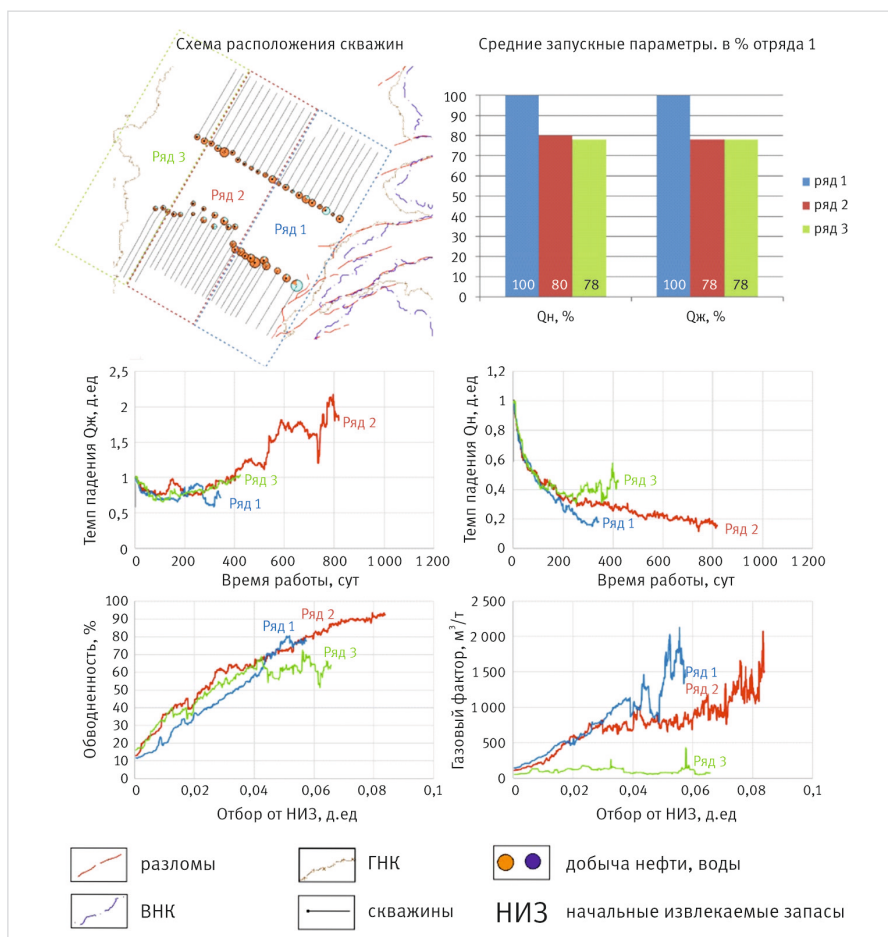 Схема расположения скважин
Средние запускные параметры. в % отряда 1
Ряд 3
Ряд 2
Ряд 1
100
90
80
70
60
50
40
30
20
10
0
100
80
78
100
78
78
Qн, %
Qж, %
ряд 1
ряд 2
ряд 3
Темп падения Qж, д.ед
2,5
2
1,5
1
0,5
0
Ряд 2
Ряд 3
Ряд 1
0
200
400
600
800
1 000
1 200
Время работы, сут
Темп падения Qн, д.ед
1,2
1
0,8
0,6
0,4
0,2
0
Ряд 3
Ряд 1
Ряд 2
0
200
400
600
800
1 000
1 200
Время работы, сут
Обводненность, %
100
90
80
70
60
50
40
30
20
10
0
Ряд 1
Ряд 2
Ряд 3
0
0,02
0,04
0,06
0,08
0,1
Отбор от НИЗ, д.ед
Газовый фактор, м³/т
2 500
2 000
1 500
1 000
500
0
Ряд 1
Ряд 2
Ряд 3
0
0,02
0,04
0,06
0,08
0,1
Отбор от НИЗ, д.ед
разломы
ГНК
добыча нефти, воды
ВНК
скважины
НИЗ начальные извлекаемые запасы